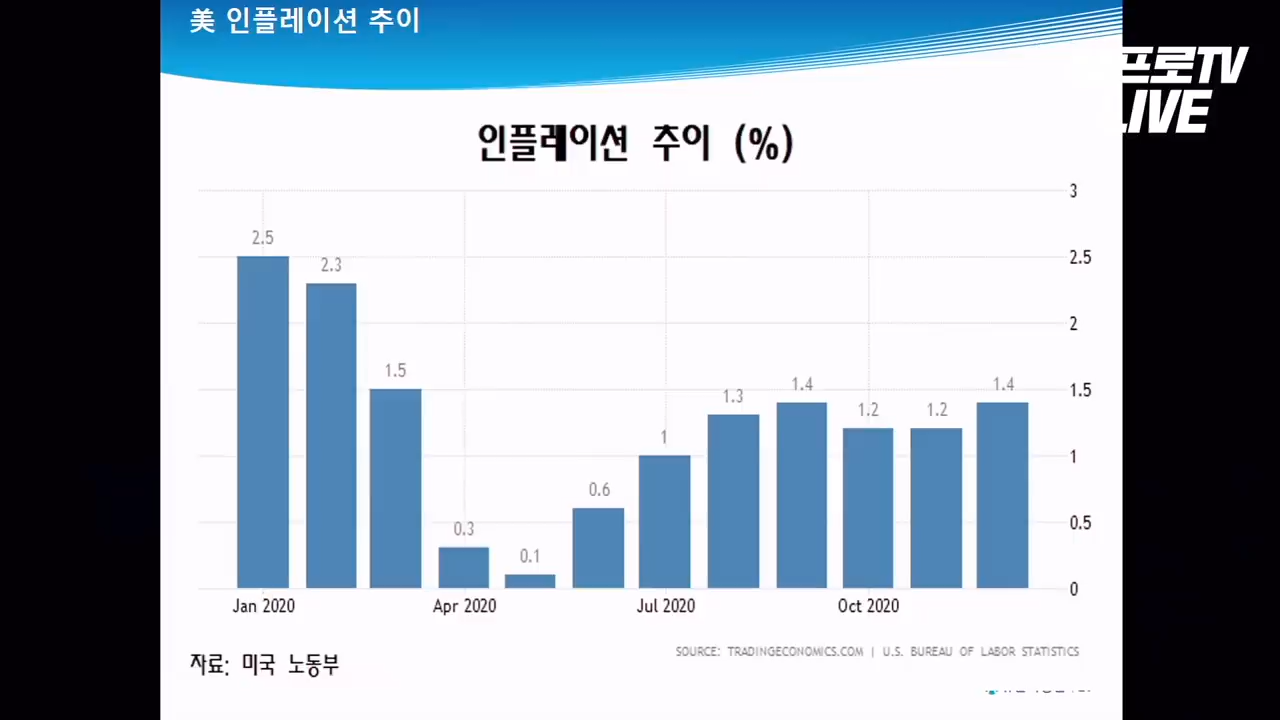 美 인플레이션 추이
프로TV
LIVE
인플레이션 추이 (%)
3
2.5
2.5
2.3
2
1.5
1.5
1.4
1.4
1.3
1.2
1.2
1
1
0.6
0.5
0.3
0.1
0
Jan 2020
Apr 2020
Jul 2020
Oct 2020
SOURCE: TRADINGECONOMICS.COM | U.S. BUREAU OF LABOR STATISTICS
자료: 미국 노동부